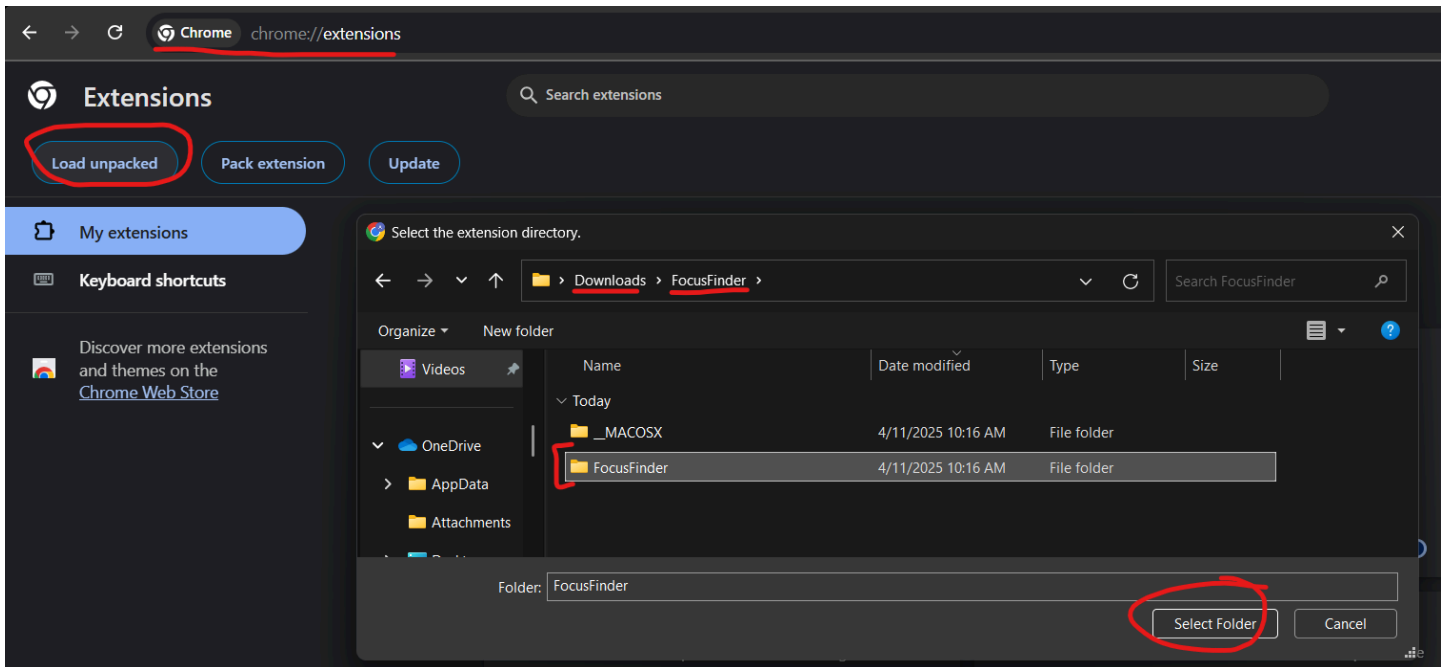 Chrome chrome://extensions
Extensions
Search extensions
Load unpacked
Pack extension
Update
My extensions
Keyboard shortcuts
Discover more extensions
and themes on the
Chrome Web Store
Select the extension directory.
Downloads
FocusFinder
Search FocusFinder
Organize
New folder
Videos
OneDrive
AppData
Attachments
Name Date modified Type Size
Today
__MACOSX 4/11/2025 10:16 AM File folder
FocusFinder 4/11/2025 10:16 AM File folder
Folder: FocusFinder
Select Folder
Cancel